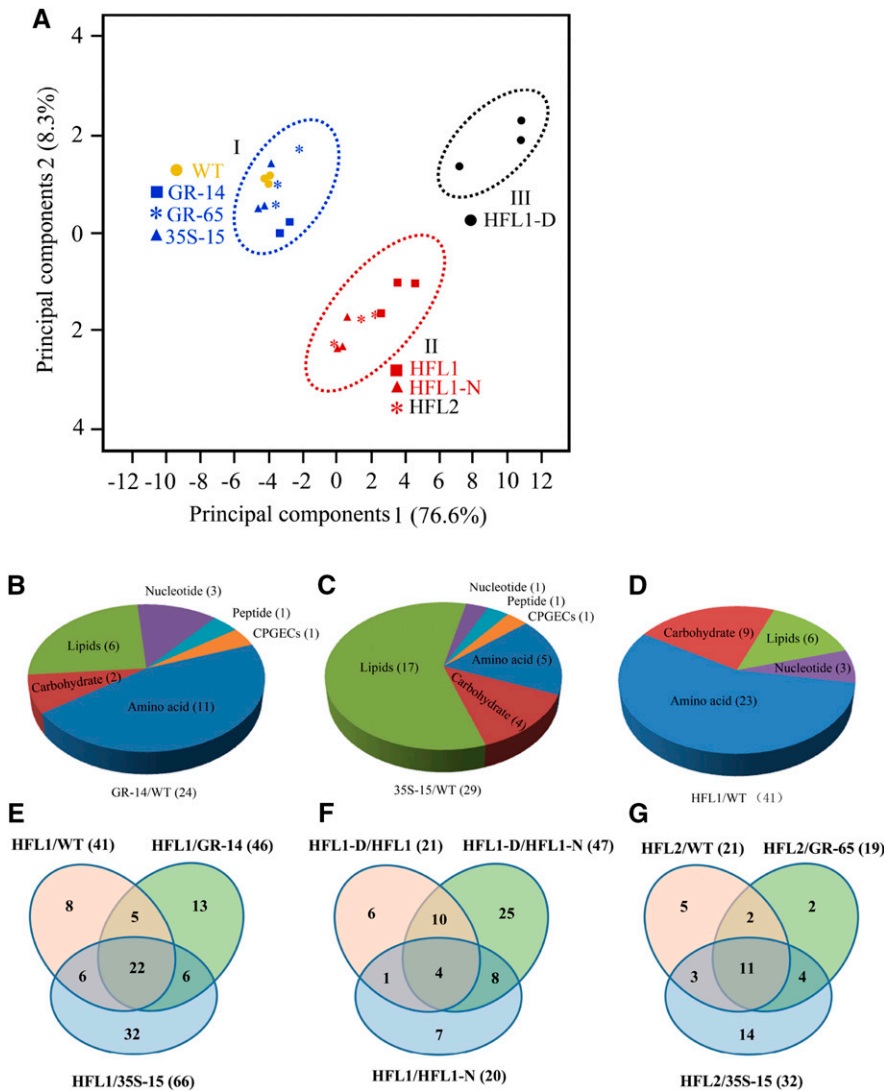 A
4
2
0
2
4
Principal components 2 (8.3%)
I
WT
GR-14
GR-65
35S-15
III
HFL1-D
II
HFL1
HFL1-N
HFL2
-12 -10 -8 -6 -4 -2 0 2 4 6 8 10 12
Principal components 1 (76.6%)
B
Nucleotide (3)
Peptide (1)
CPGECs (1)
Lipids (6)
Carbohydrate (2)
Amino acid (11)
GR-14/WT (24)
C
Nucleotide (1)
Peptide (1)
CPGECs (1)
Lipids (17)
Amino acid (5)
Carbohydrate (4)
35S-15/WT (29)
D
Carbohydrate (9)
Lipids (6)
Nucleotide (3)
Amino acid (23)
HFL1/WT （41）
E
HFL1/WT (41)
HFL1/GR-14 (46)
8
5
13
6
22
6
32
HFL1/35S-15 (66)
F
HFL1-D/HFL1 (21)
HFL1-D/HFL1-N (47)
6
10
25
1
4
8
7
HFL1/HFL1-N (20)
G
HFL2/WT (21)
HFL2/GR-65 (19)
5
2
2
3
11
4
14
HFL2/35S-15 (32)